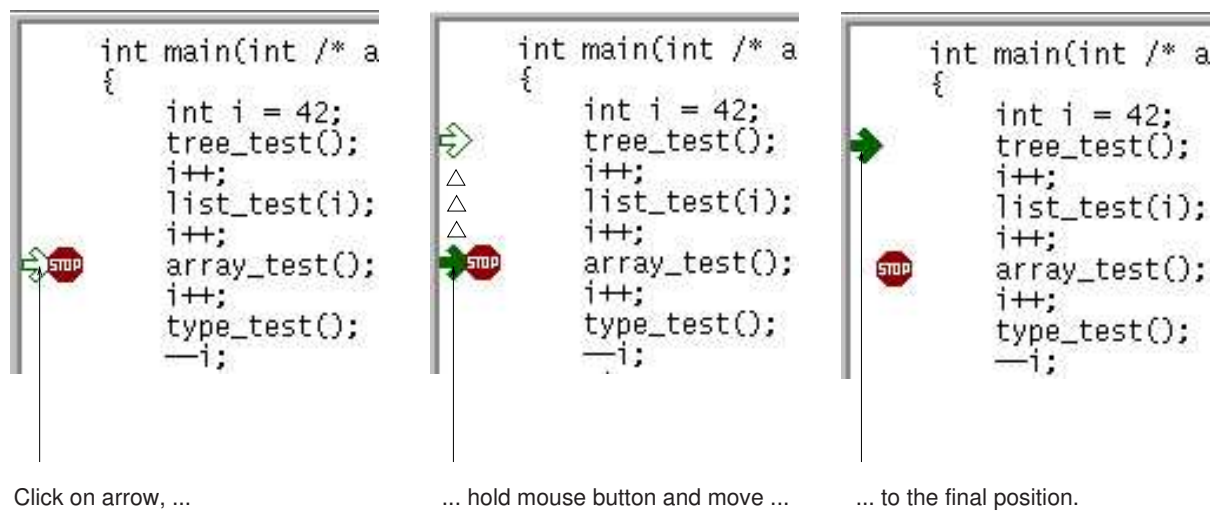 int main(int /* a
{
int i = 42;
tree_test();
i++;
list_test(i);
i++;
STOP array_test();
i++;
type_test();
--i;
Click on arrow, ...
int main(int /* a
{
int i = 42;
tree_test();
i++;
list_test(i);
i++;
STOP array_test();
i++;
type_test();
--i;
... hold mouse button and move ...
int main(int /* a
{
int i = 42;
tree_test();
i++;
list_test(i);
i++;
STOP array_test();
i++;
type_test();
--i;
... to the final position.